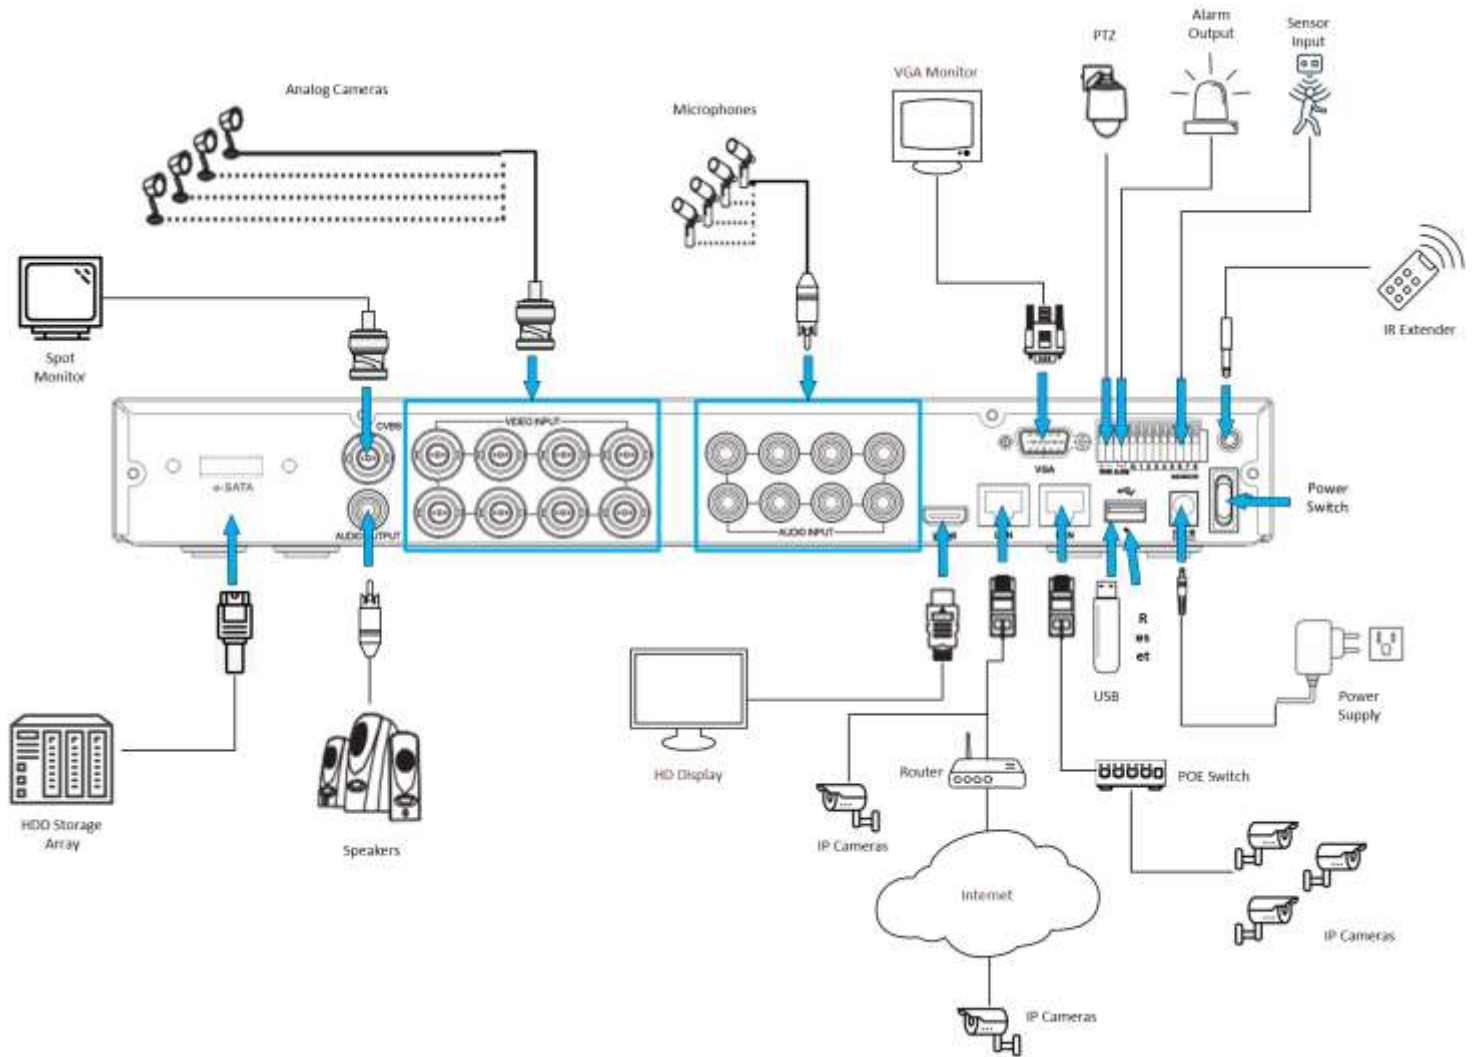 Alarm
Output
Sensor
Input
PTZ
VGA Monitor
Analog Cameras
Microphones
IR Extender
Spot
Monitor
CVBS
VIDEO INPUT
VGA
SENSOR
e-SATA
AUDIO OUTPUT
AUDIO INPUT
LAN
Power
Switch
R
es
et
USB
Power
Supply
HD Display
Router
POE Switch
HDD Storage
Array
Speakers
IP Cameras
Internet
IP Cameras
IP Cameras